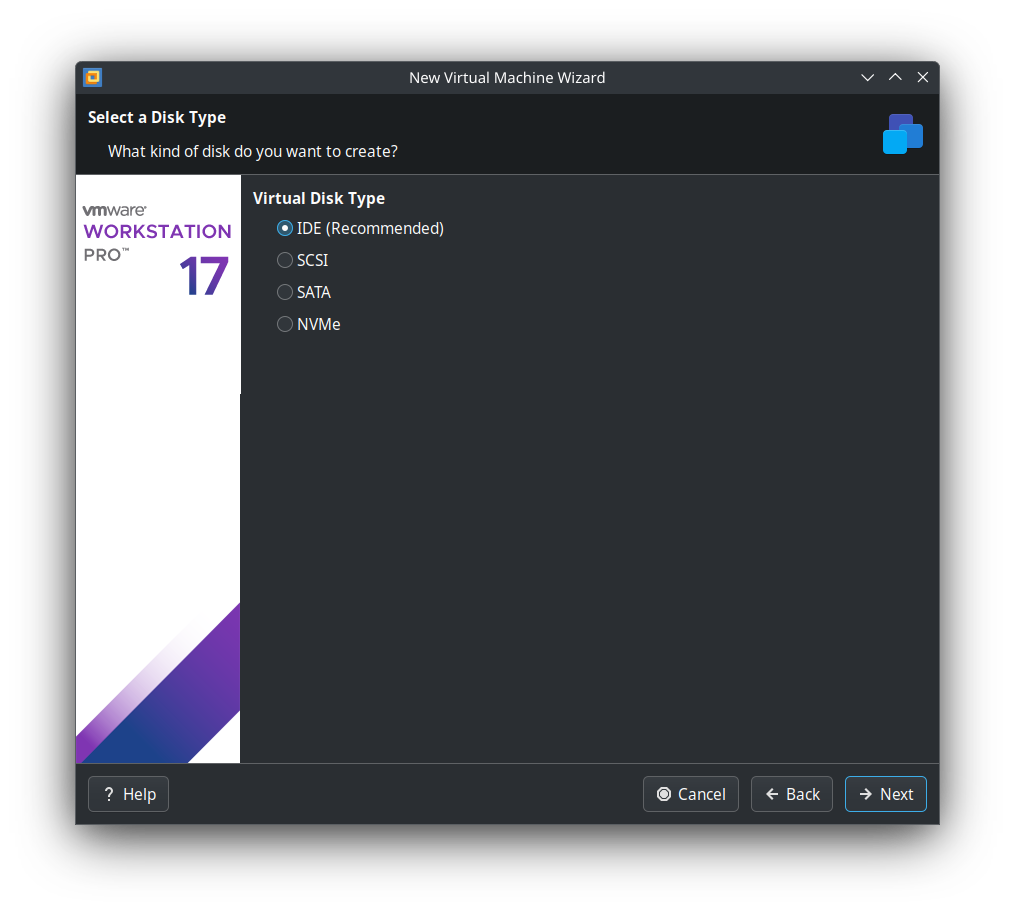 New Virtual Machine Wizard
Select a Disk Type
What kind of disk do you want to create?
vmware®
WORKSTATION
PRO™
17
Virtual Disk Type
IDE (Recommended)
SCSI
SATA
NVMe
? Help
Cancel
Back
Next